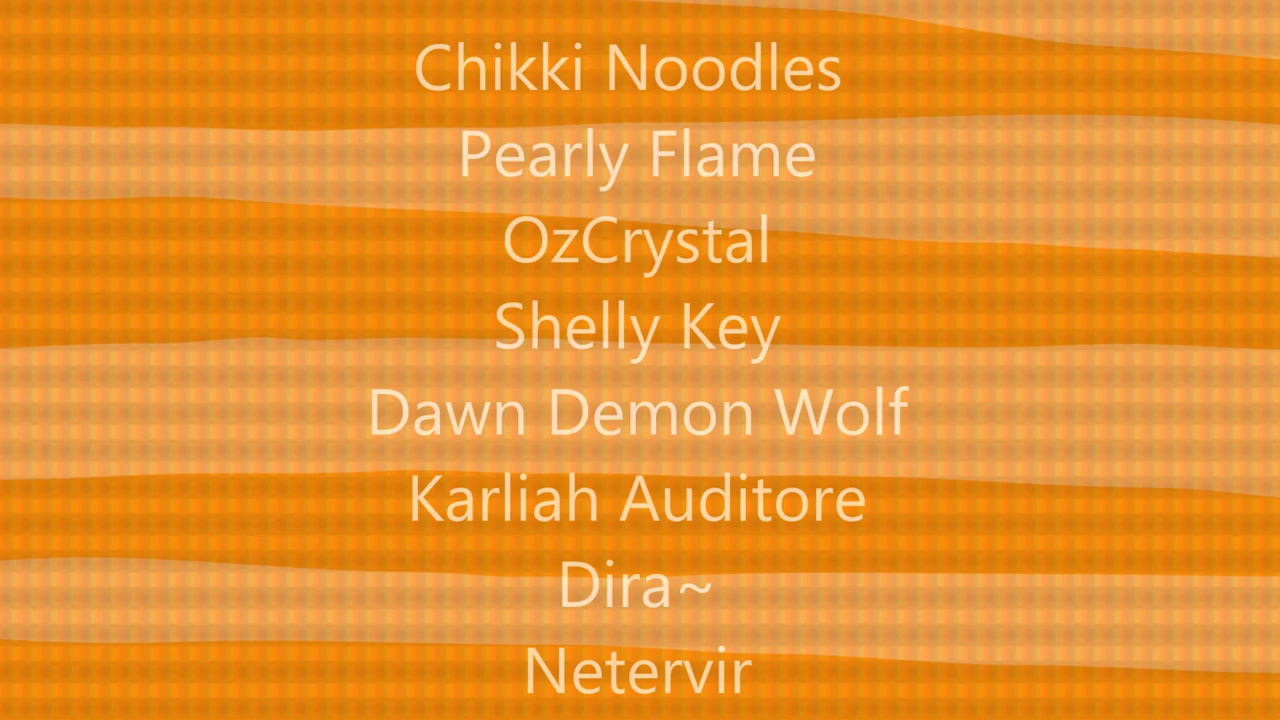 Chikki Noodles
Pearly Flame
OzCrystal
Shelly Key
Dawn Demon Wolf
Karliah Auditore
Dira~
Netervir